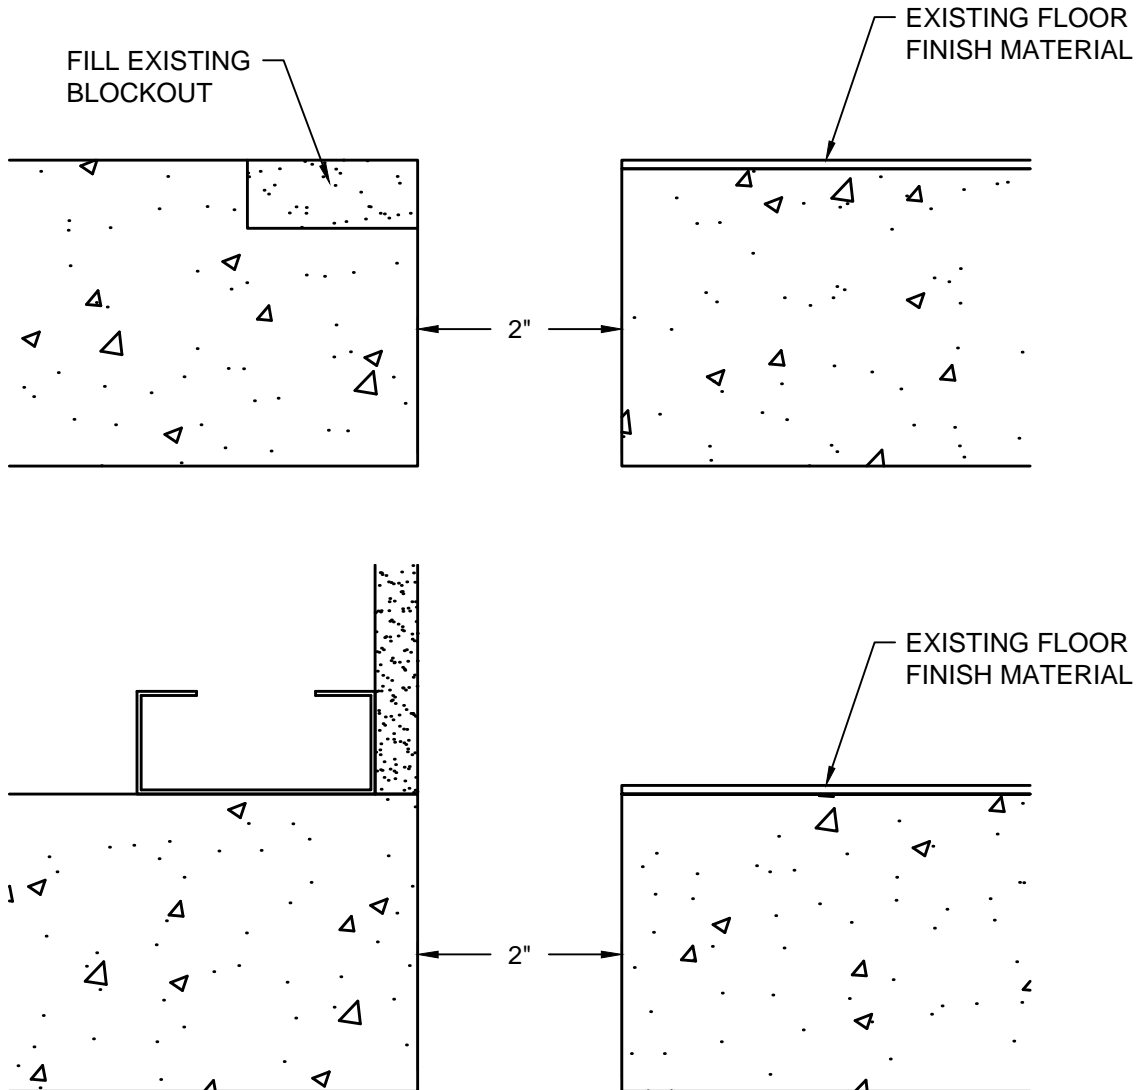 EXISTING FLOOR
FINISH MATERIAL
FILL EXISTING
BLOCKOUT
2"
EXISTING FLOOR
FINISH MATERIAL
2"